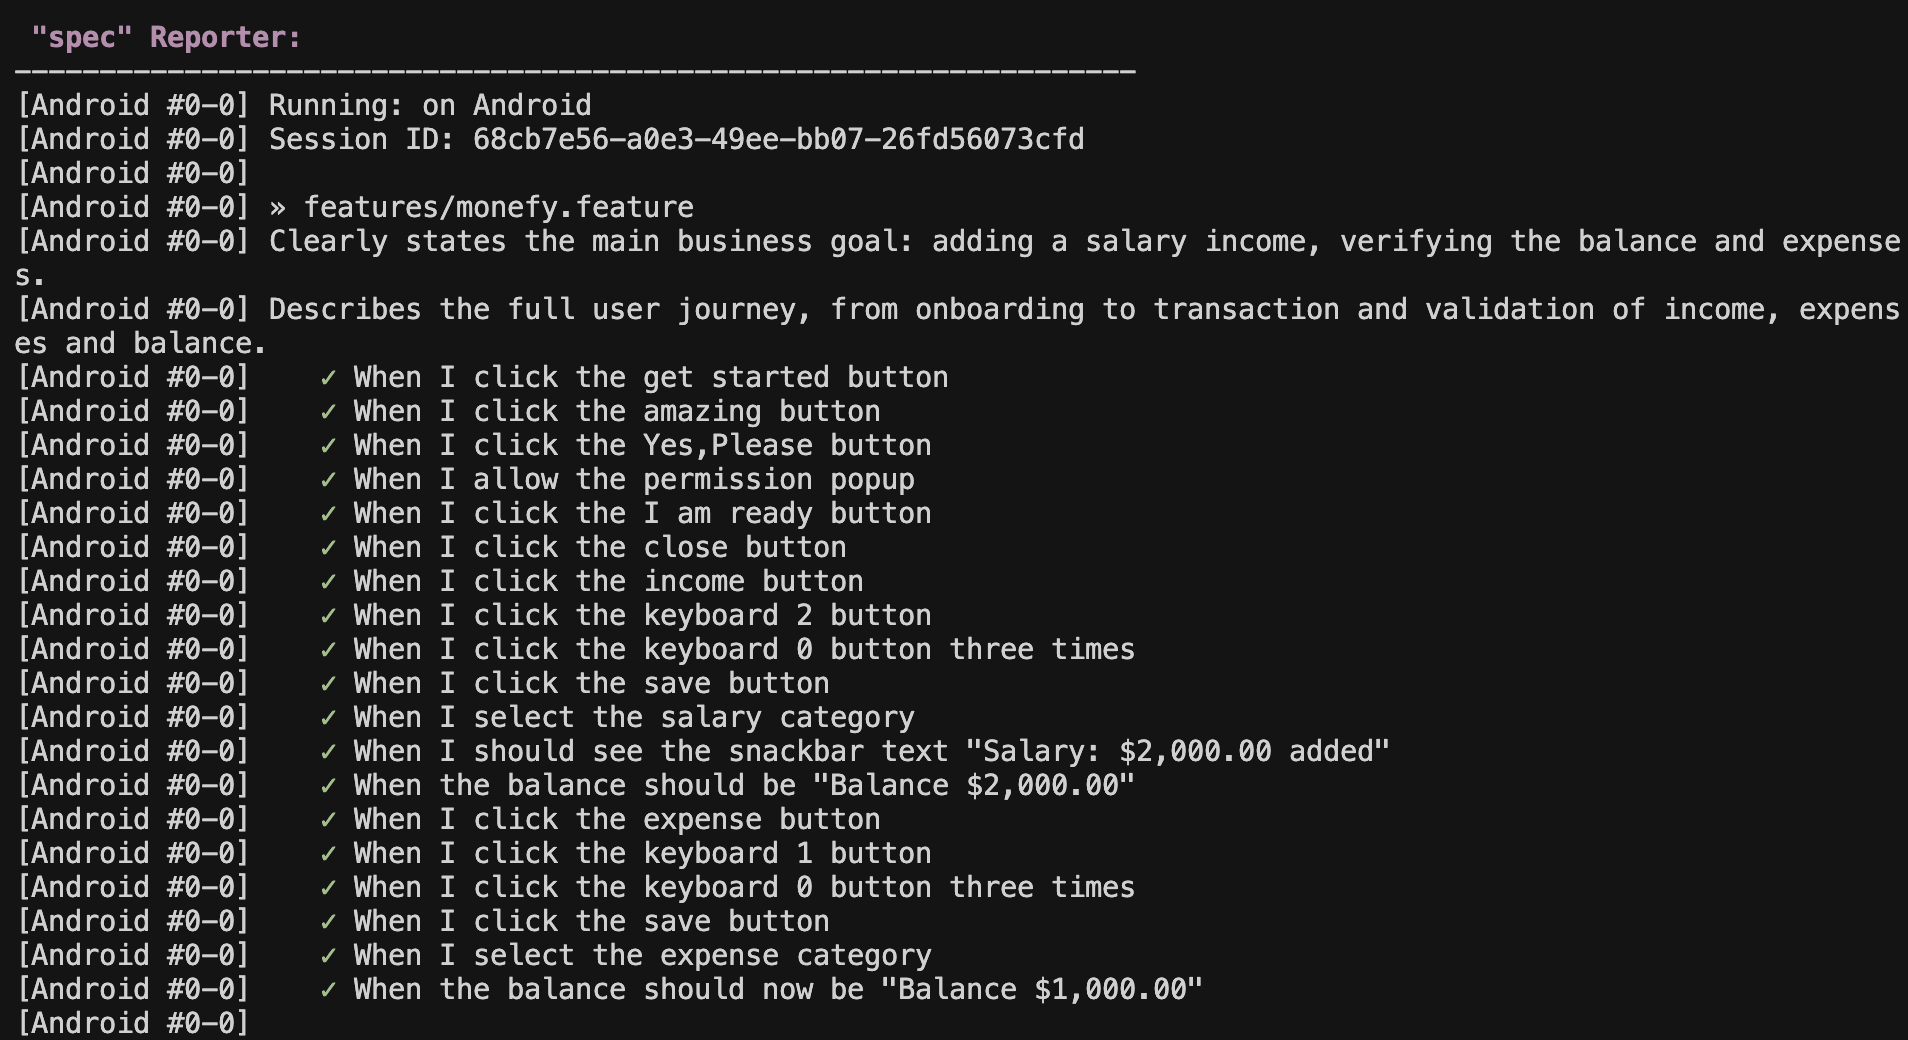 "spec" Reporter:
------------------------------------------------------------------
[Android #0-0] Running: on Android
[Android #0-0] Session ID: 68cb7e56-a0e3-49ee-bb07-26fd56073cfd
[Android #0-0]
[Android #0-0] » features/monefy.feature
[Android #0-0] Clearly states the main business goal: adding a salary income, verifying the balance and expense
s.
[Android #0-0] Describes the full user journey, from onboarding to transaction and validation of income, expens
es and balance.
[Android #0-0]    ✓ When I click the get started button
[Android #0-0]    ✓ When I click the amazing button
[Android #0-0]    ✓ When I click the Yes,Please button
[Android #0-0]    ✓ When I allow the permission popup
[Android #0-0]    ✓ When I click the I am ready button
[Android #0-0]    ✓ When I click the close button
[Android #0-0]    ✓ When I click the income button
[Android #0-0]    ✓ When I click the keyboard 2 button
[Android #0-0]    ✓ When I click the keyboard 0 button three times
[Android #0-0]    ✓ When I click the save button
[Android #0-0]    ✓ When I select the salary category
[Android #0-0]    ✓ When I should see the snackbar text "Salary: $2,000.00 added"
[Android #0-0]    ✓ When the balance should be "Balance $2,000.00"
[Android #0-0]    ✓ When I click the expense button
[Android #0-0]    ✓ When I click the keyboard 1 button
[Android #0-0]    ✓ When I click the keyboard 0 button three times
[Android #0-0]    ✓ When I click the save button
[Android #0-0]    ✓ When I select the expense category
[Android #0-0]    ✓ When the balance should now be "Balance $1,000.00"
[Android #0-0]